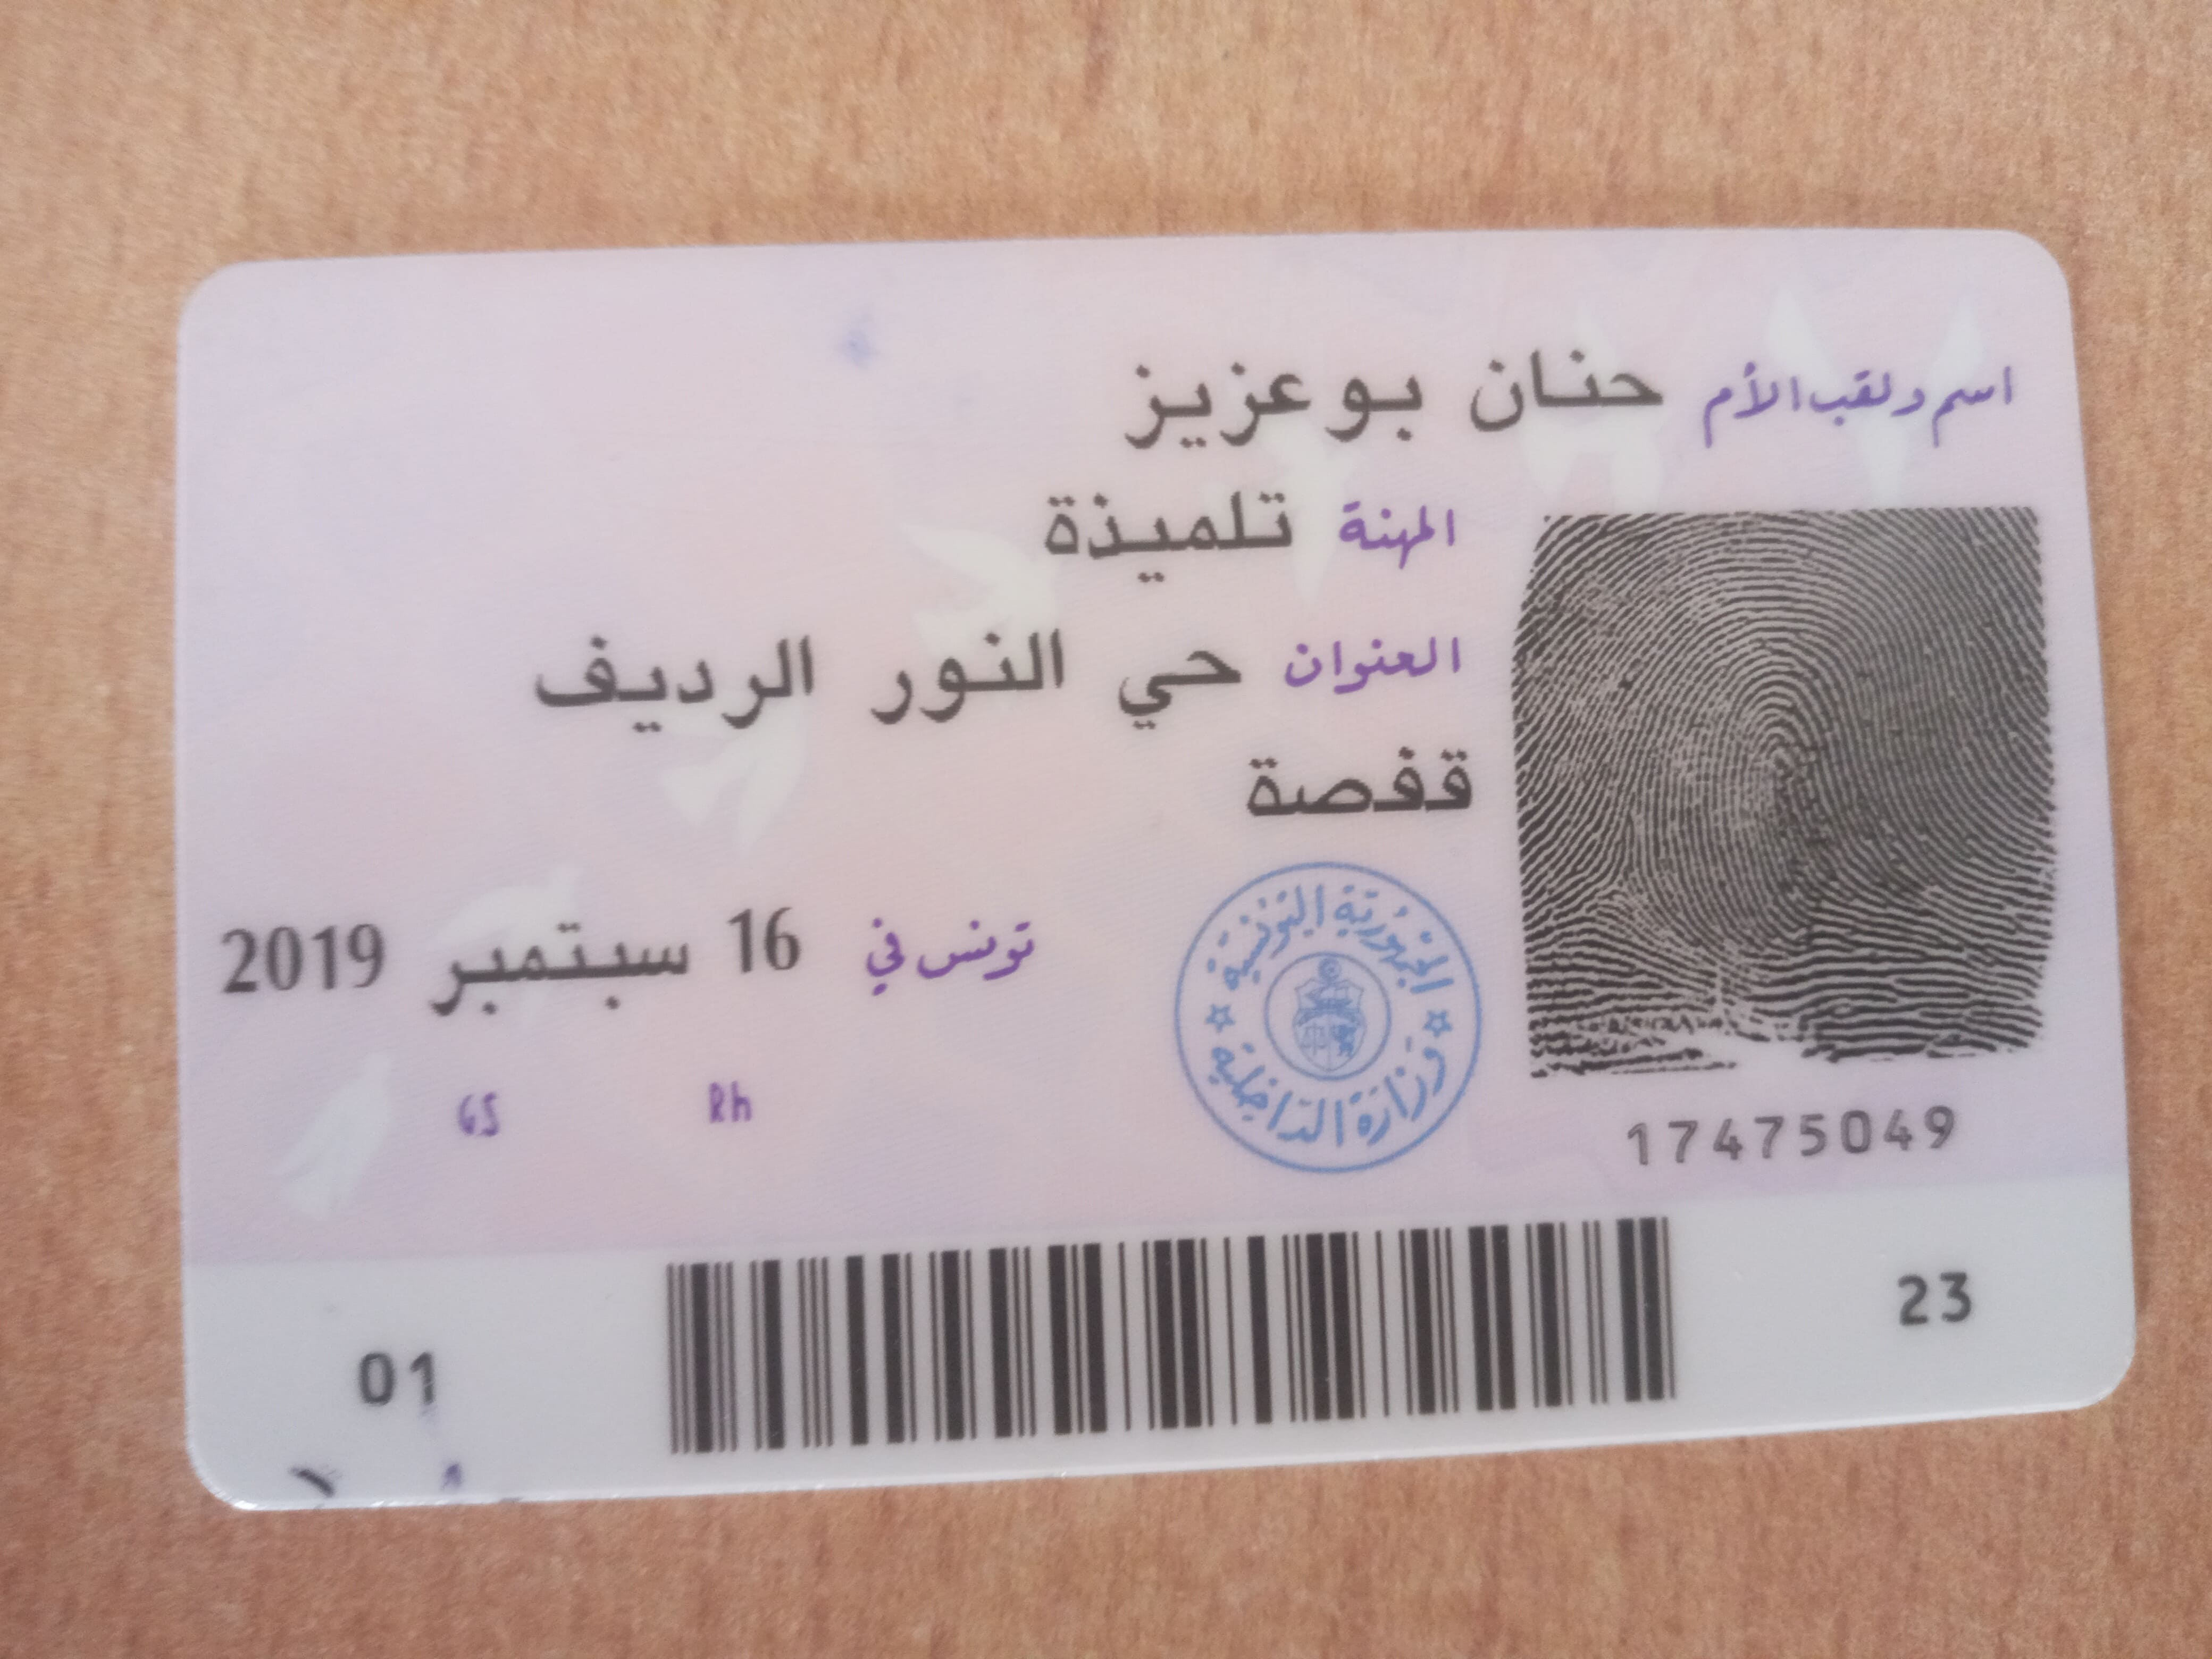 اسم ولقب الأم حنان بوعزيز
المهنة تلميذة
العنوان حي النور الرديف
قفصة
تونس في 16 سبتمبر 2019
الجمهورية التونسية
وزارة الداخلية
GS Rh
17475049
01 23